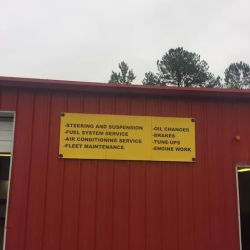 -STEERING AND SUSPENSION
-FUEL SYSTEM SERVICE
-AIR CONDITIONING SERVICE
-FLEET MAINTENANCE
-OIL CHANGES
-BRAKES
-TUNE-UPS
-ENGINE WORK